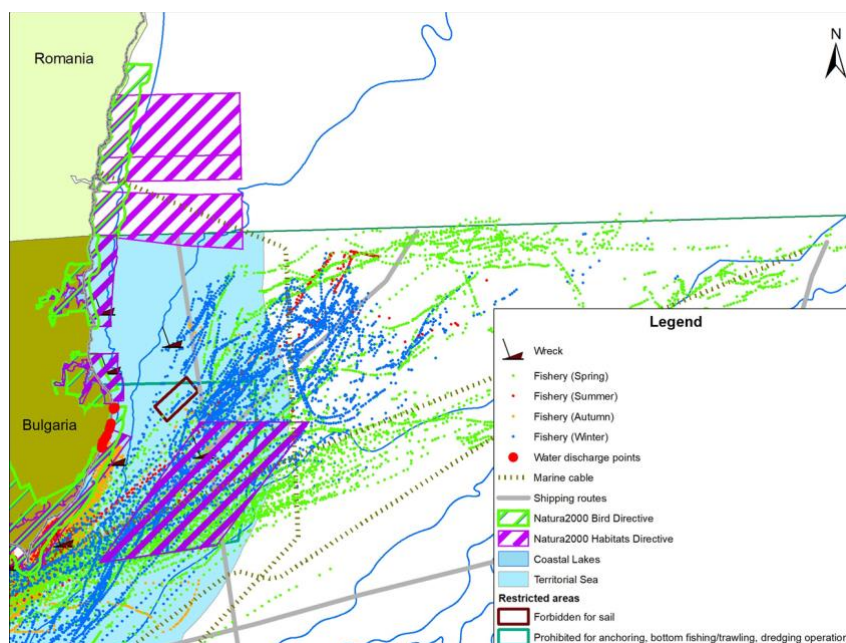 Romania
N
Bulgaria
Legend
Wreck
Fishery (Spring)
Fishery (Summer)
Fishery (Autumn)
Fishery (Winter)
Water discharge points
Marine cable
Shipping routes
Natura2000 Bird Directive
Natura2000 Habitats Directive
Coastal Lakes
Territorial Sea
Restricted areas
Forbidden for sail
Prohibited for anchoring, bottom fishing/trawling, dredging operation